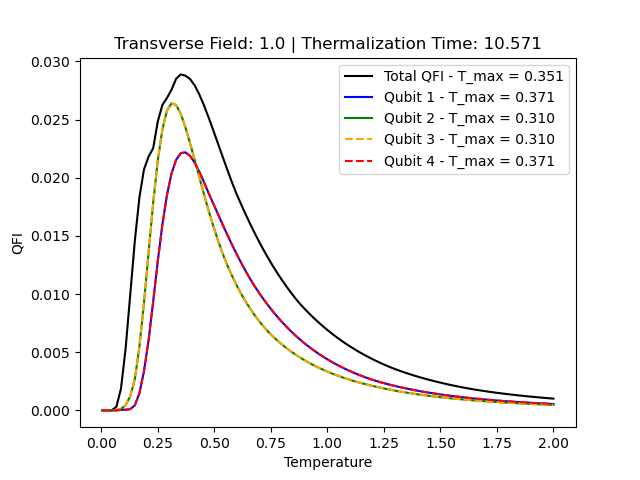 Transverse Field: 1.0 | Thermalization Time: 10.571
QFI
0.030
0.025
0.020
0.015
0.010
0.005
0.000
Total QFI - T_max = 0.351
Qubit 1 - T_max = 0.371
Qubit 2 - T_max = 0.310
Qubit 3 - T_max = 0.310
Qubit 4 - T_max = 0.371
0.00 0.25 0.50 0.75 1.00 1.25 1.50 1.75 2.00
Temperature